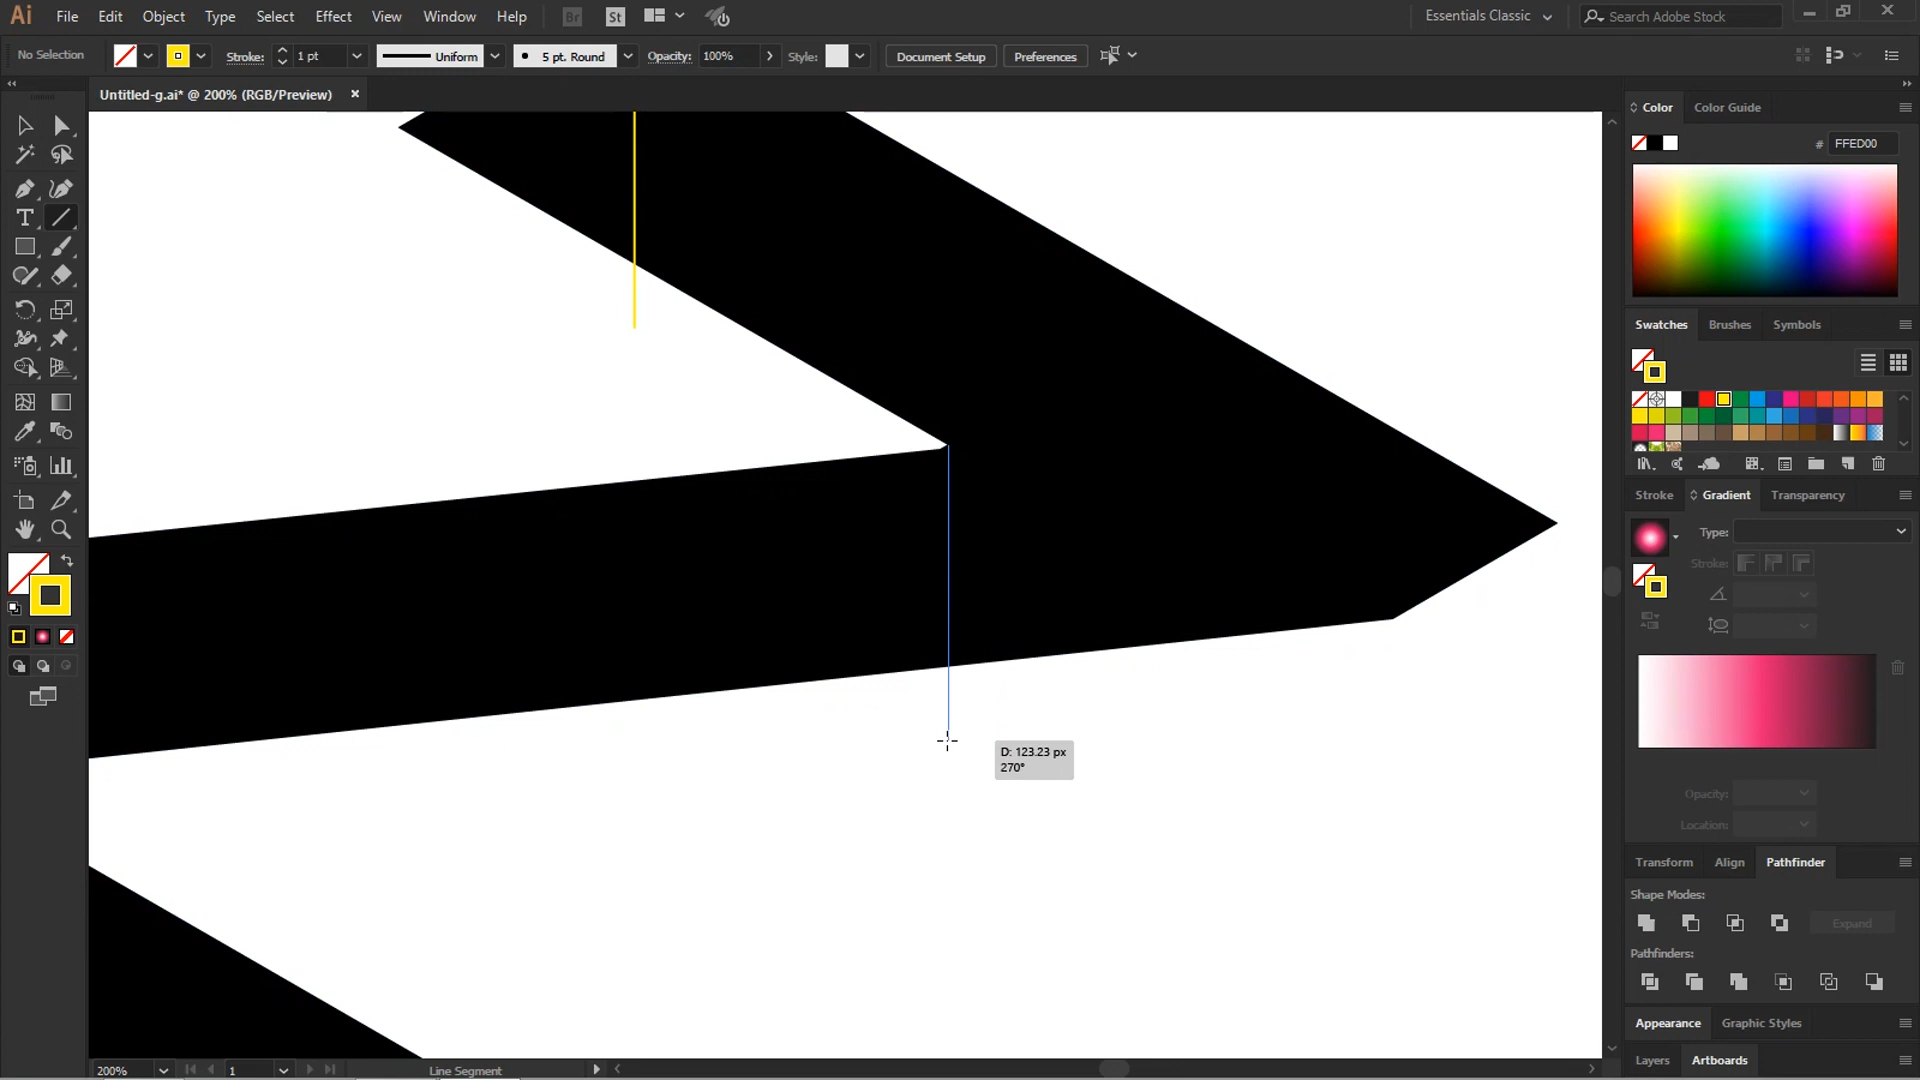 Ai File Edit Object Type Select Effect View Window Help Br St Essentials Classic Search Adobe Stock
No Selection Stroke: 1 pt Uniform 5 pt. Round Opacity: 100% Style: Document Setup Preferences
Untitled-g.ai* @ 200% (RGB/Preview)
Color Color Guide
# FFED00
Swatches Brushes Symbols
Stroke Gradient Transparency
Type:
Stroke:
D: 123.23 px
270°
Opacity:
Location:
Transform Align Pathfinder
Shape Modes:
Expand
Pathfinders:
Appearance Graphic Styles
Layers Artboards
200% 1 Line Segment